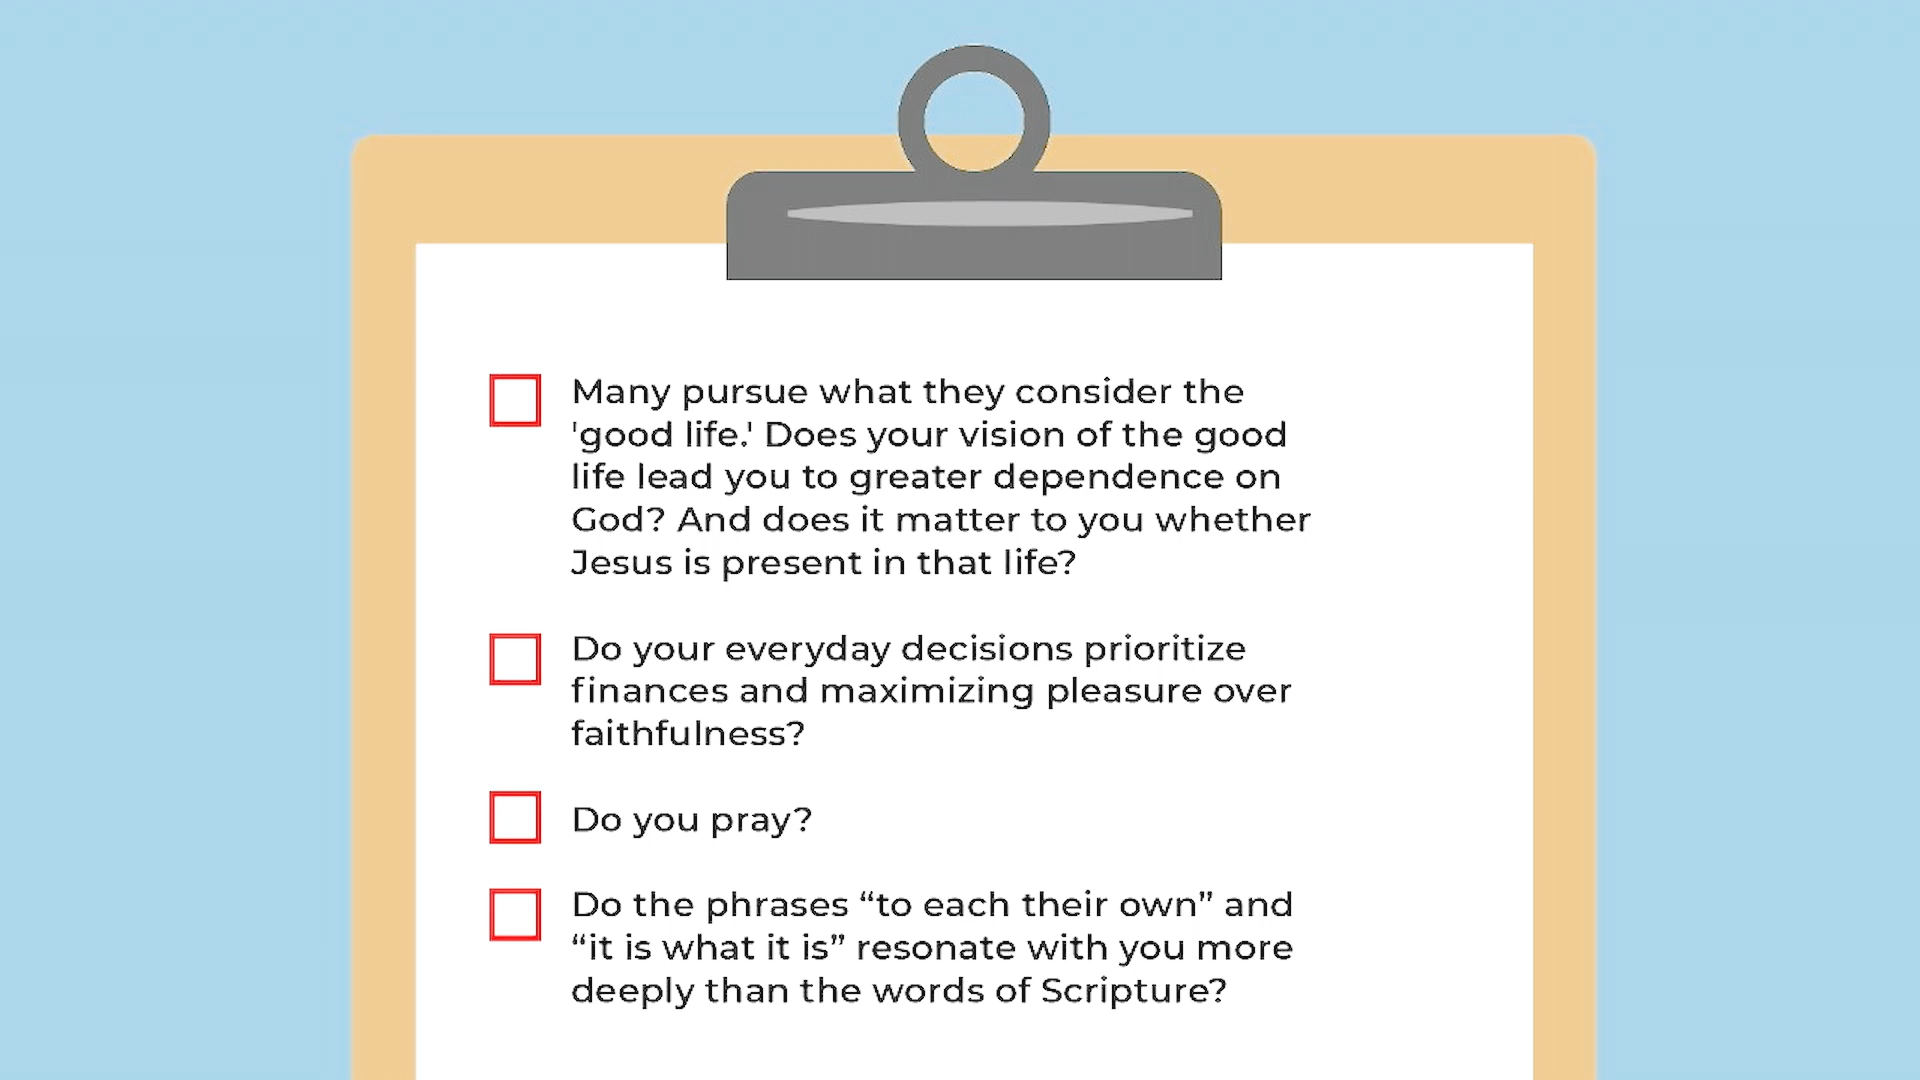 Many pursue what they consider the
'good life.' Does your vision of the good
life lead you to greater dependence on
God? And does it matter to you whether
Jesus is present in that life?
Do your everyday decisions prioritize
finances and maximizing pleasure over
faithfulness?
Do you pray?
Do the phrases “to each their own” and
“it is what it is” resonate with you more
deeply than the words of Scripture?